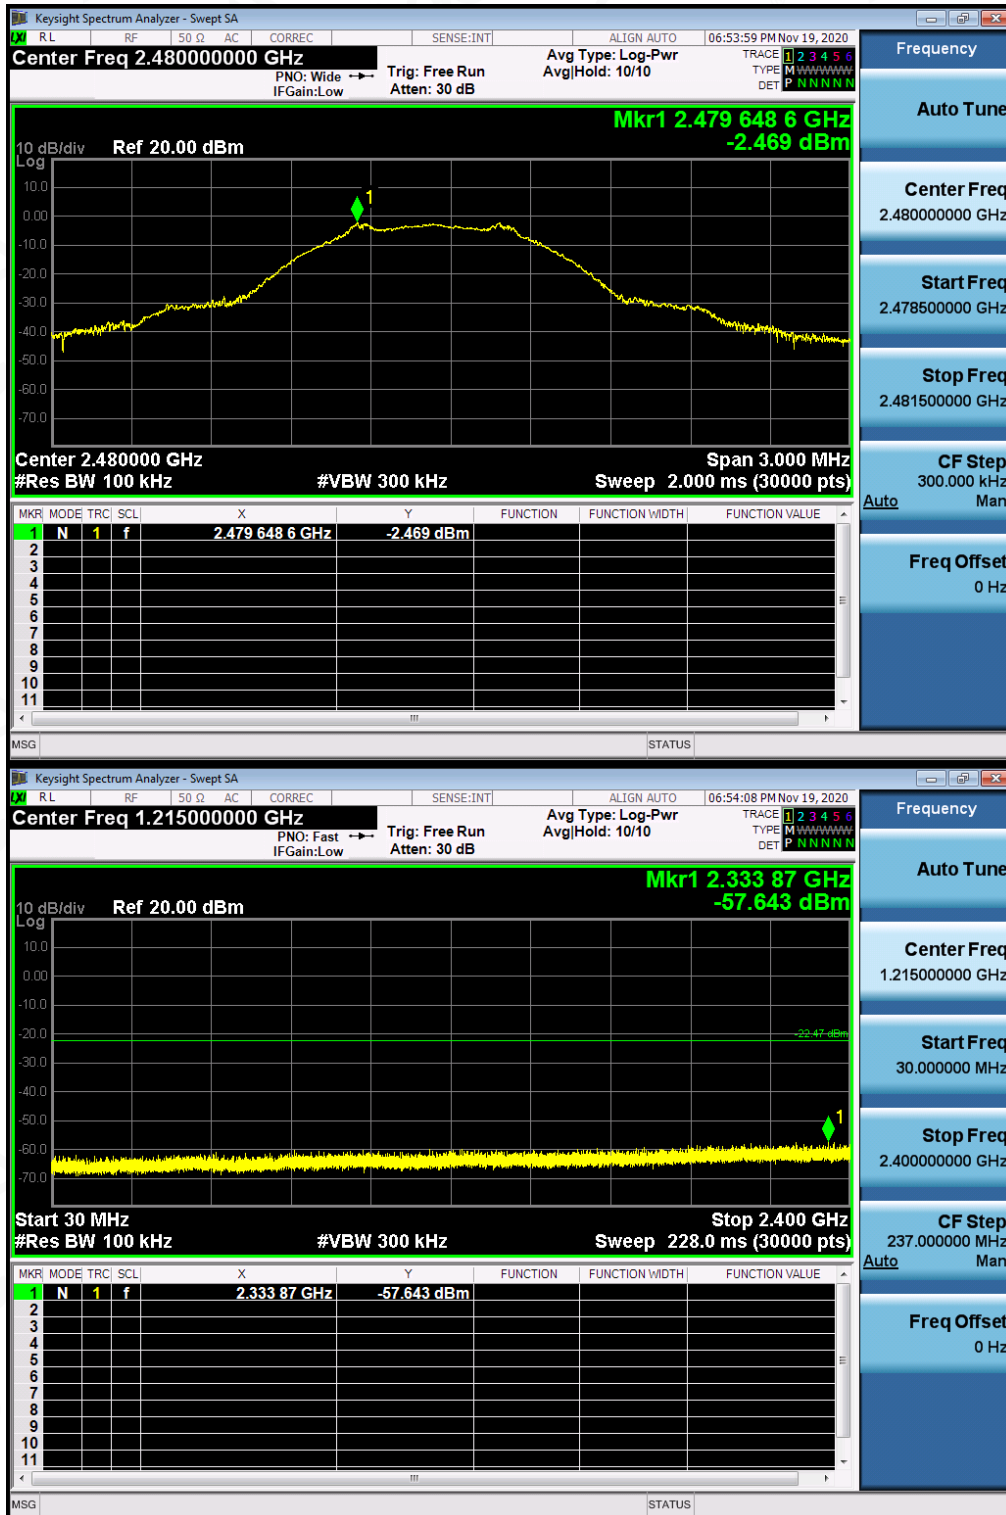 Keysight Spectrum Analyzer - Swept SA
LXI RL RF 50 Ω AC CORREC SENSE:INT ALIGN AUTO 06:53:59 PM Nov 19, 2020
Center Freq 2.480000000 GHz
PNO: Wide
IFGain:Low
Trig: Free Run
Atten: 30 dB
Avg Type: Log-Pwr
Avg|Hold: 10/10
TRACE 1 2 3 4 5 6
TYPE M WWWWW
DET P N N N N N
Mkr1 2.479 648 6 GHz
-2.469 dBm
10 dB/div Ref 20.00 dBm
Log
10.0
0.00
-10.0
-20.0
-30.0
-40.0
-50.0
-60.0
-70.0
1
Center 2.480000 GHz Span 3.000 MHz
#Res BW 100 kHz #VBW 300 kHz Sweep 2.000 ms (30000 pts)
MKR MODE TRC SCL X Y FUNCTION FUNCTION WIDTH FUNCTION VALUE
1 N 1 f 2.479 648 6 GHz -2.469 dBm
2
3
4
5
6
7
8
9
10
11
MSG STATUS
Frequency
Auto Tune
Center Freq
2.480000000 GHz
Start Freq
2.478500000 GHz
Stop Freq
2.481500000 GHz
CF Step
300.000 kHz
Auto Man
Freq Offset
0 Hz
Keysight Spectrum Analyzer - Swept SA
LXI RL RF 50 Ω AC CORREC SENSE:INT ALIGN AUTO 06:54:08 PM Nov 19, 2020
Center Freq 1.215000000 GHz
PNO: Fast
IFGain:Low
Trig: Free Run
Atten: 30 dB
Avg Type: Log-Pwr
Avg|Hold: 10/10
TRACE 1 2 3 4 5 6
TYPE M WWWWW
DET P N N N N N
Mkr1 2.333 87 GHz
-57.643 dBm
10 dB/div Ref 20.00 dBm
Log
10.0
0.00
-10.0
-20.0
-30.0
-40.0
-50.0
-60.0
-70.0
-22.47 dBm
1
Start 30 MHz Stop 2.400 GHz
#Res BW 100 kHz #VBW 300 kHz Sweep 228.0 ms (30000 pts)
MKR MODE TRC SCL X Y FUNCTION FUNCTION WIDTH FUNCTION VALUE
1 N 1 f 2.333 87 GHz -57.643 dBm
2
3
4
5
6
7
8
9
10
11
MSG STATUS
Frequency
Auto Tune
Center Freq
1.215000000 GHz
Start Freq
30.000000 MHz
Stop Freq
2.400000000 GHz
CF Step
237.000000 MHz
Auto Man
Freq Offset
0 Hz